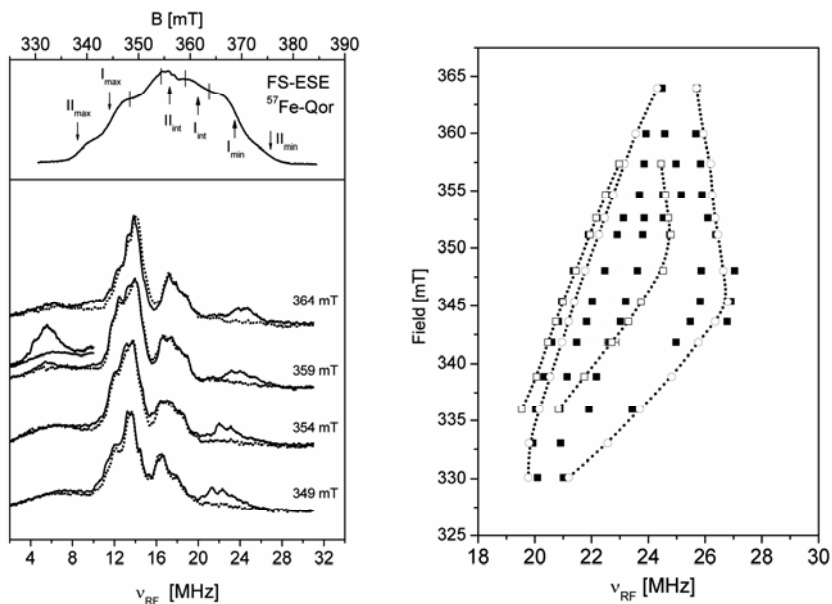 B [mT]
330 340 350 360 370 380 390
FS-ESE
57Fe-Qor
IImax
Imax
IIint
Iint
Imin
IImin
364 mT
359 mT
354 mT
349 mT
4 8 12 16 20 24 28 32
νRF [MHz]
Field [mT]
365
360
355
350
345
340
335
330
325
18 20 22 24 26 28 30
νRF [MHz]